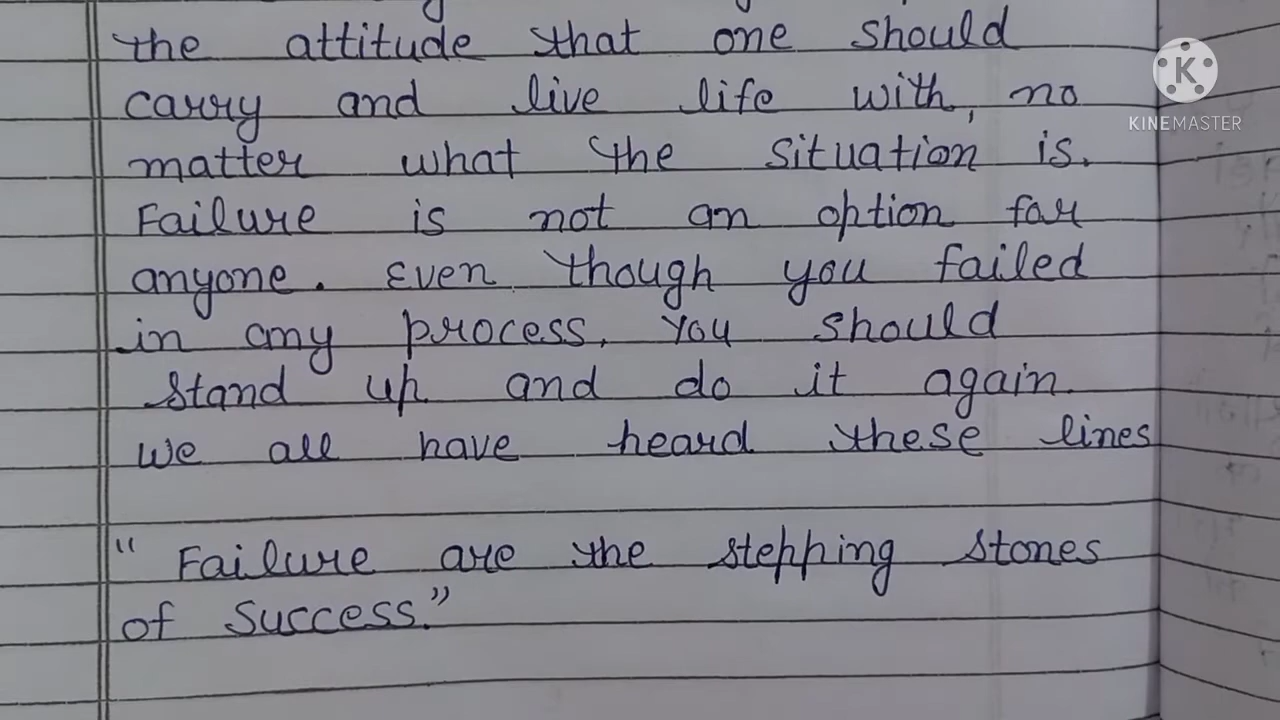 the attitude that one should
carry and live life with, no
matter what the situation is.
Failure is not an option for
anyone. Even though you failed
in any process, you should
stand up and do it again.
we all have heard these lines
"Failure are the stepping stones
of success."
K
KINEMASTER